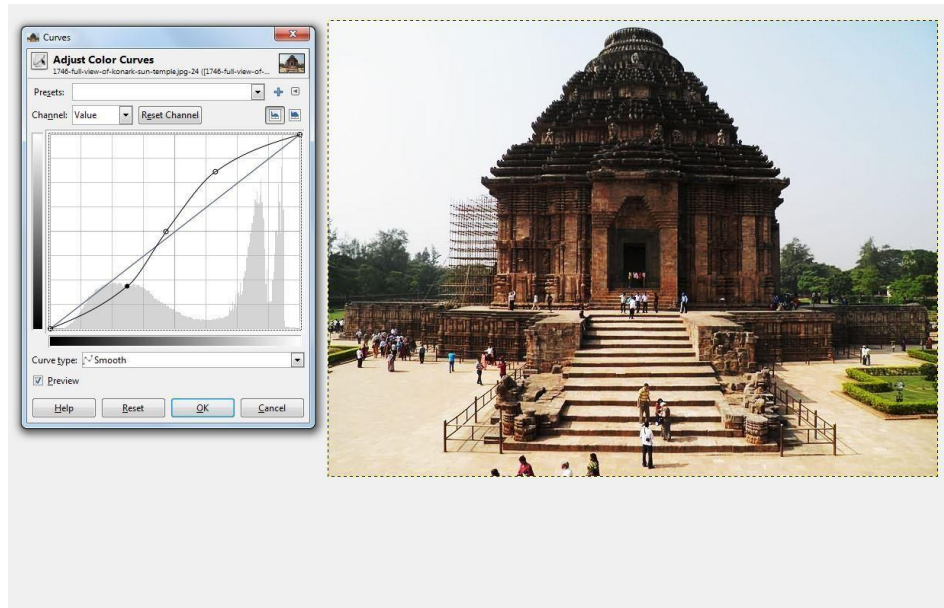 Curves
Adjust Color Curves
1746-full-view-of-konark-sun-temple.jpg-24 ([1746-full-view-of-...
Presets:
Channel: Value Reset Channel
Curve type: Smooth
Preview
Help Reset OK Cancel